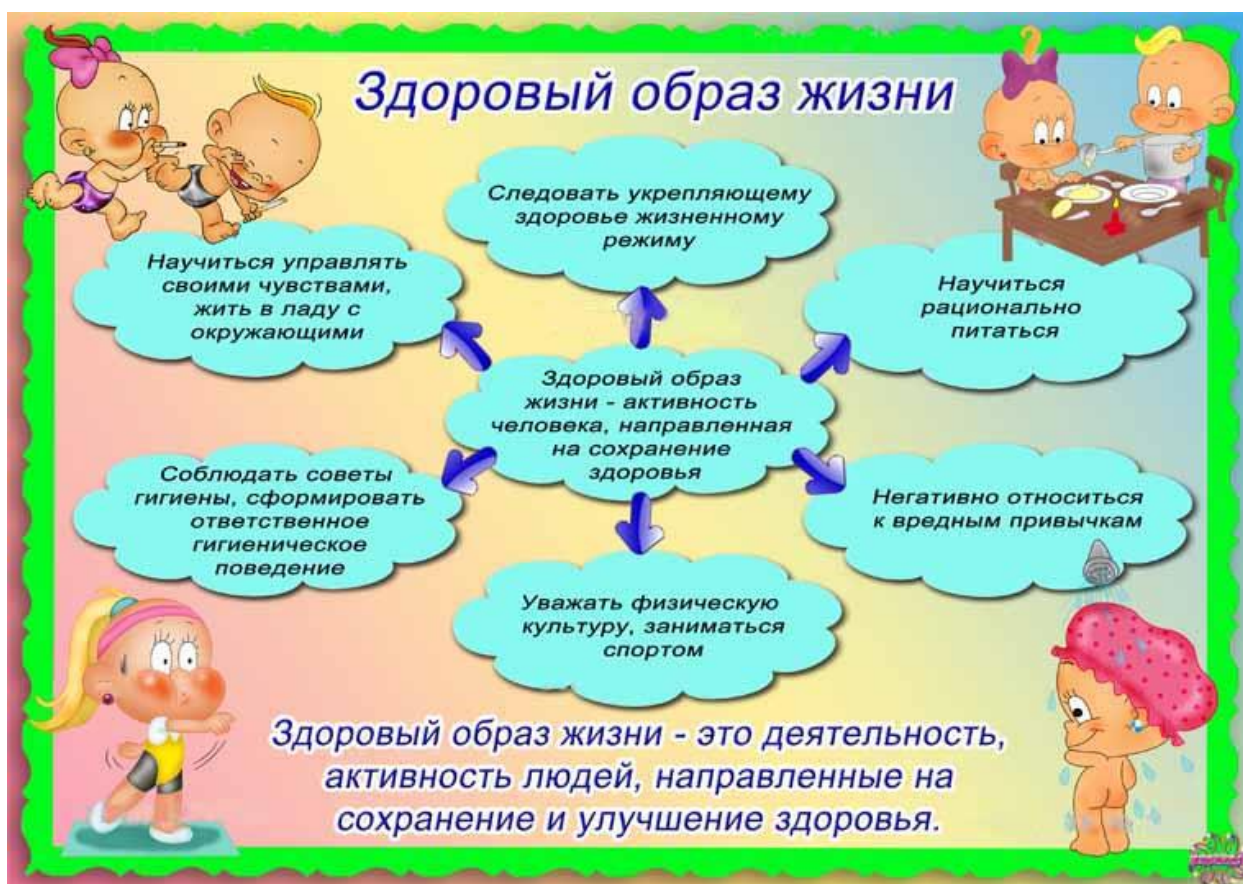 Здоровый образ жизни
Следовать укрепляющему
здоровье жизненному
режиму
Научиться управлять
своими чувствами,
жить в ладу с
окружающими
Научиться
рационально
питаться
Здоровый образ
жизни - активность
человека, направленная
на сохранение
здоровья
Соблюдать советы
гигиены, сформировать
ответственное
гигиеническое
поведение
Негативно относиться
к вредным привычкам
Уважать физическую
культуру, заниматься
спортом
Здоровый образ жизни - это деятельность,
активность людей, направленные на
сохранение и улучшение здоровья.